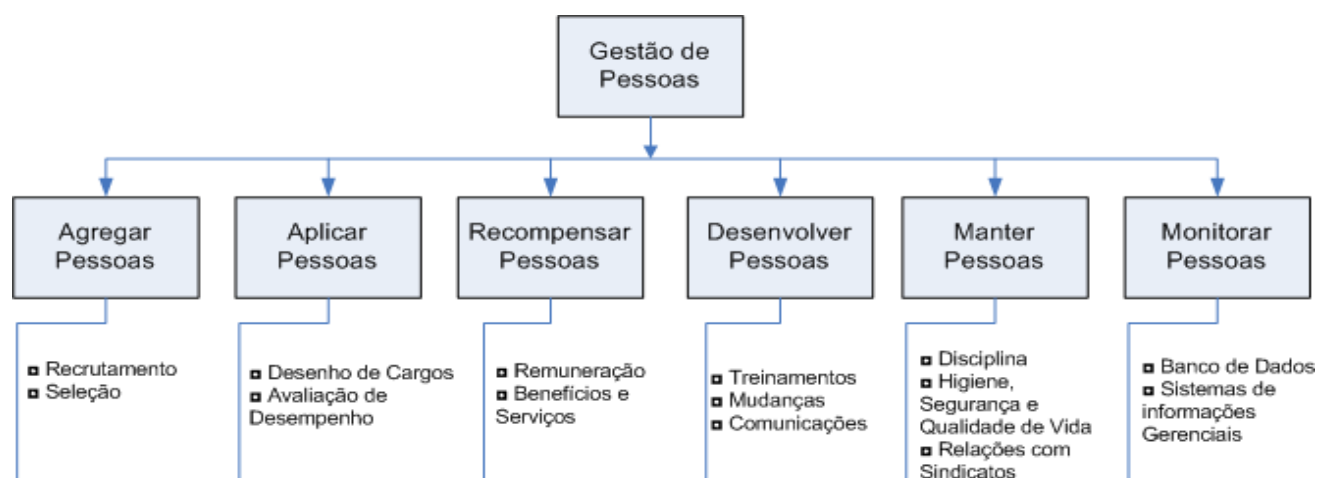 Gestão de
Pessoas
Agregar
Pessoas
Aplicar
Pessoas
Recompensar
Pessoas
Desenvolver
Pessoas
Manter
Pessoas
Monitorar
Pessoas
Recrutamento
Seleção
Desenho de Cargos
Avaliação de
Desempenho
Remuneração
Benefícios e
Serviços
Treinamentos
Mudanças
Comunicações
Disciplina
Higiene,
Segurança e
Qualidade de Vida
Relações com
Sindicatos
Banco de Dados
Sistemas de
informações
Gerenciais